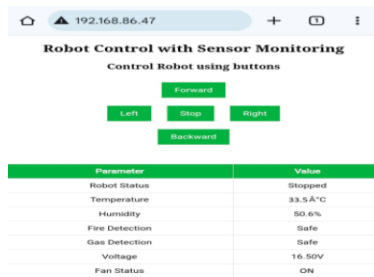 192.168.86.47
1
Robot Control with Sensor Monitoring
Control Robot using buttons
Forward
Left Stop Right
Backward
Parameter Value
Robot Status Stopped
Temperature 33.5Â°C
Humidity 50.6%
Fire Detection Safe
Gas Detection Safe
Voltage 16.50V
Fan Status ON